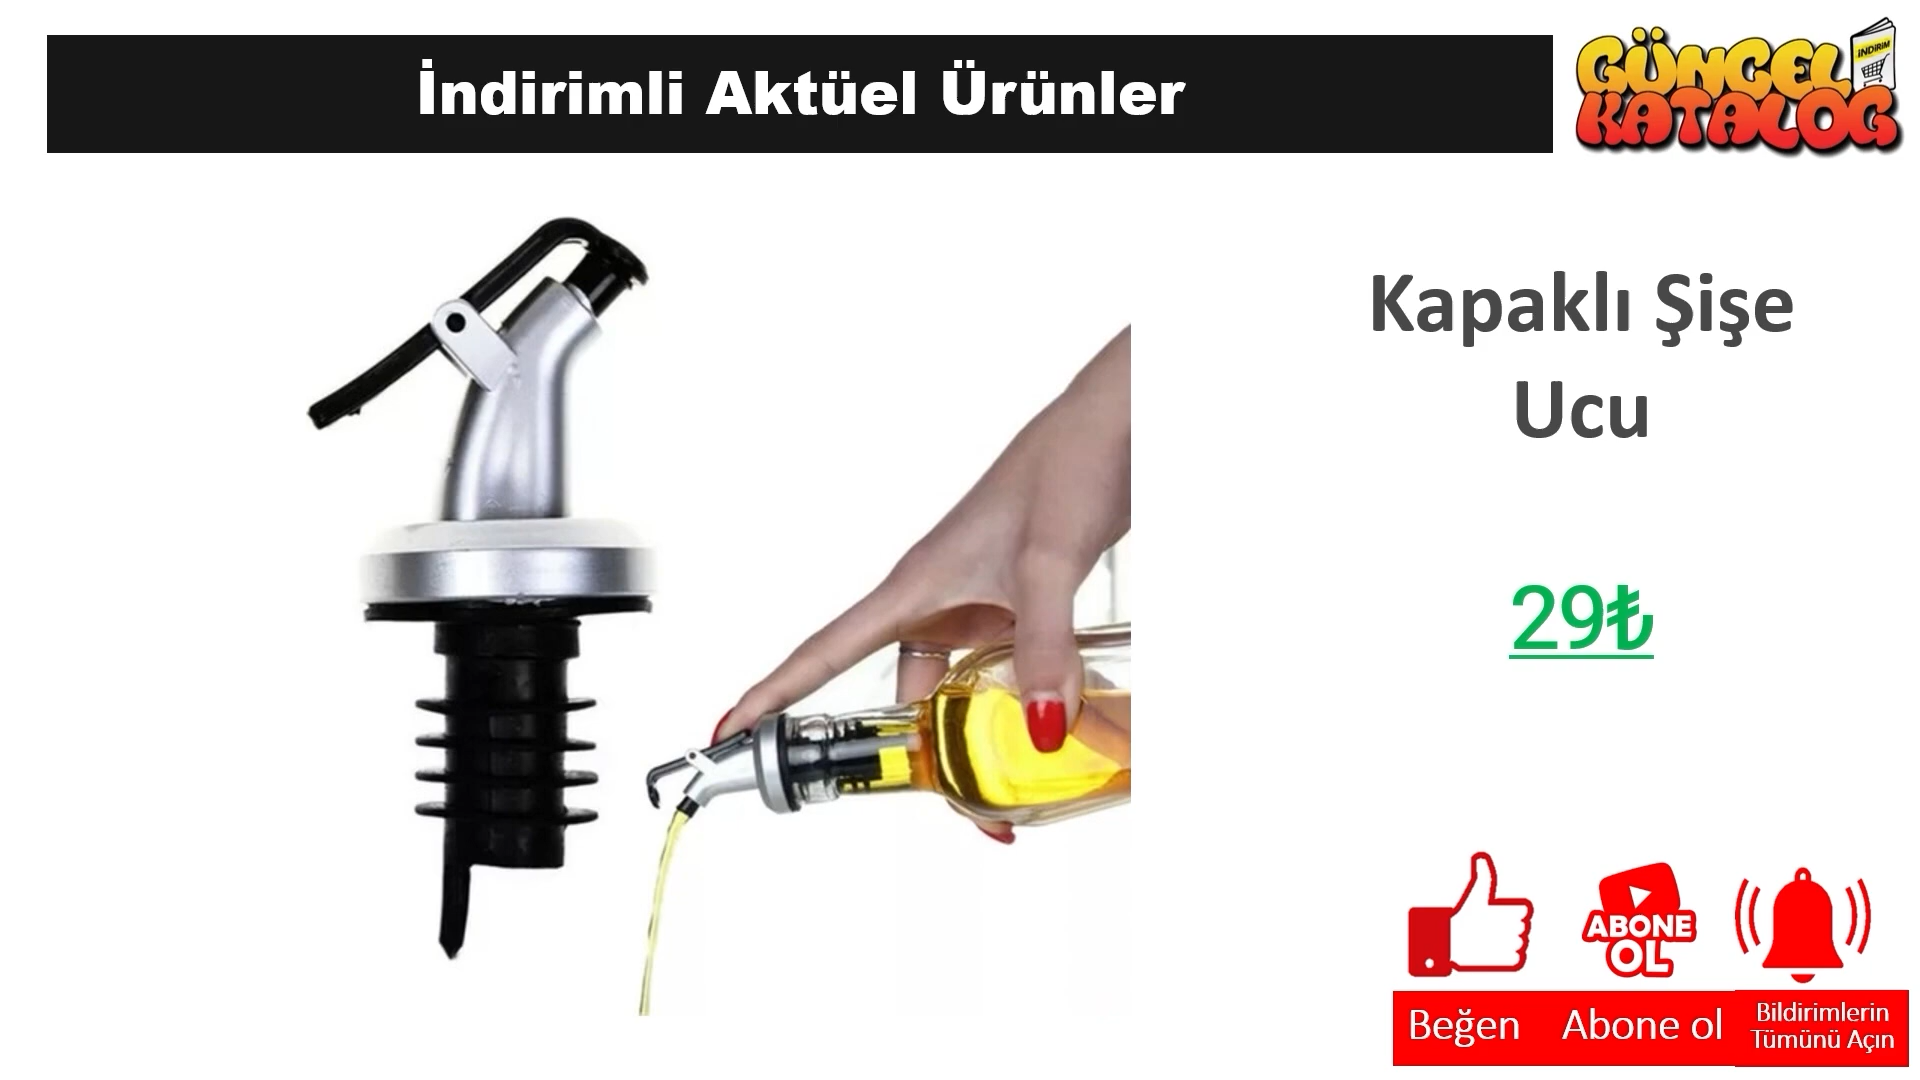 İndirimli Aktüel Ürünler
GÜNCEL
İNDİRİM
KATALOG
Kapaklı Şişe
Ucu
29₺
ABONE
OL
Beğen
Abone ol
Bildirimlerin
Tümünü Açın